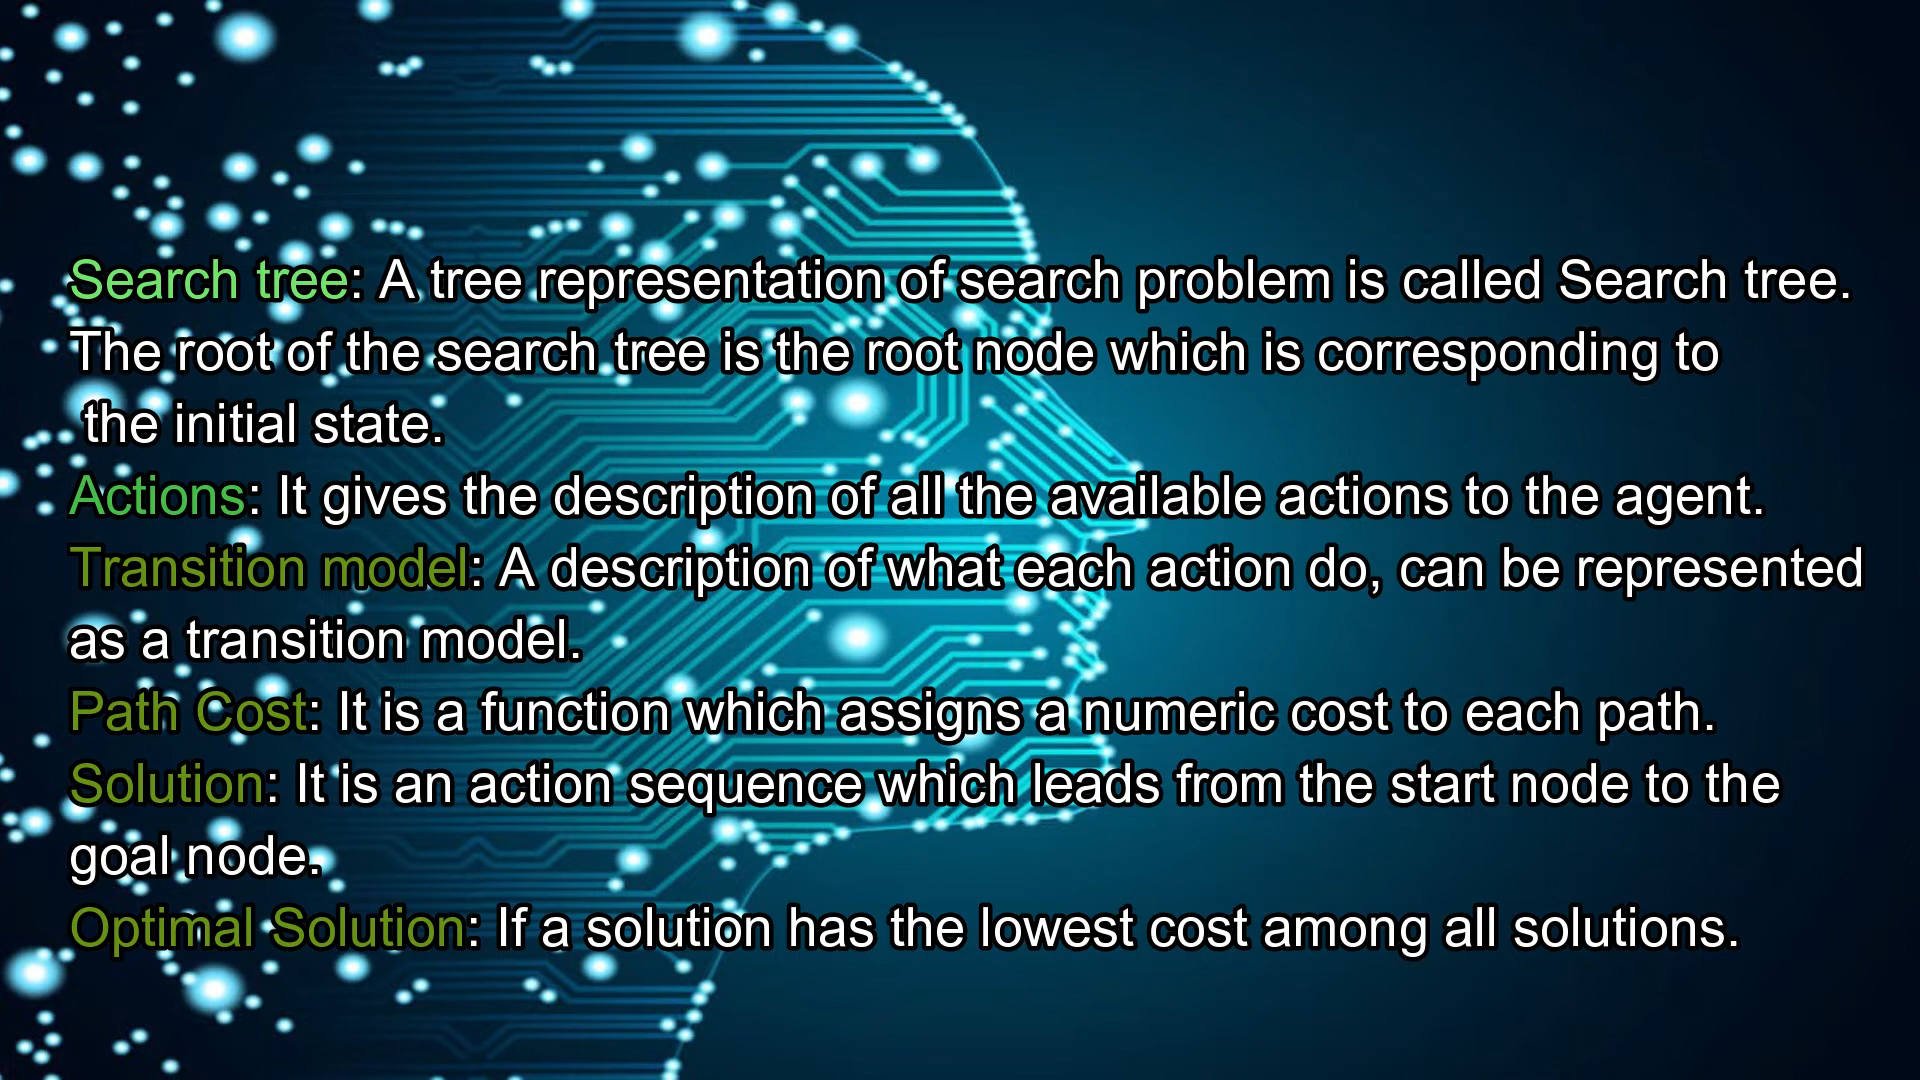 Search tree: A tree representation of search problem is called Search tree.
The root of the search tree is the root node which is corresponding to
the initial state.
Actions: It gives the description of all the available actions to the agent.
Transition model: A description of what each action do, can be represented
as a transition model.
Path Cost: It is a function which assigns a numeric cost to each path.
Solution: It is an action sequence which leads from the start node to the
goal node.
Optimal Solution: If a solution has the lowest cost among all solutions.